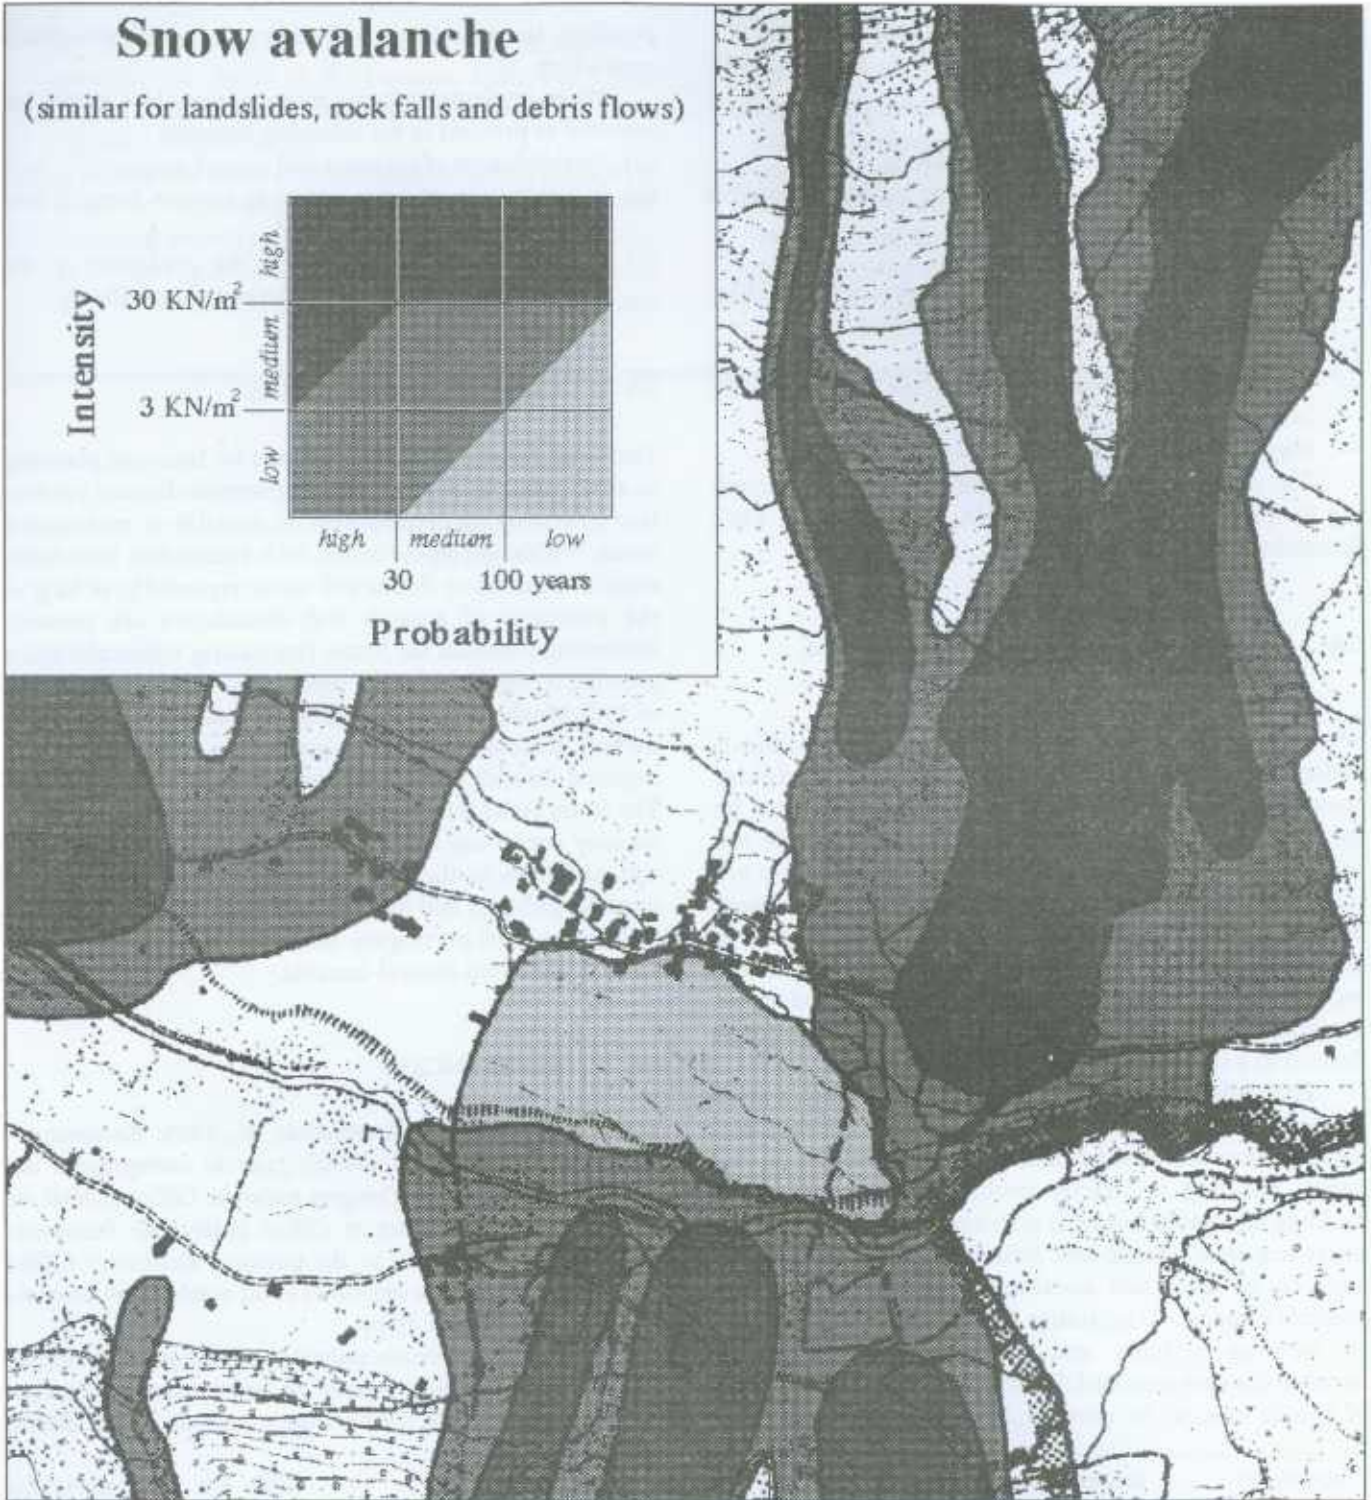 Snow avalanche
(similar for landslides, rock falls and debris flows)
Intensity
high
medium
low
30 KN/m²
3 KN/m²
high medium low
30 100 years
Probability